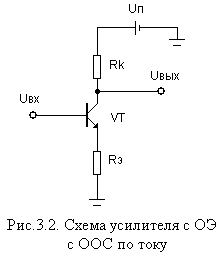 Uп
Rk
Uвых
Uвх
VT
Rэ
Рис.3.2. Схема усилителя с ОЭ
с ООС по току